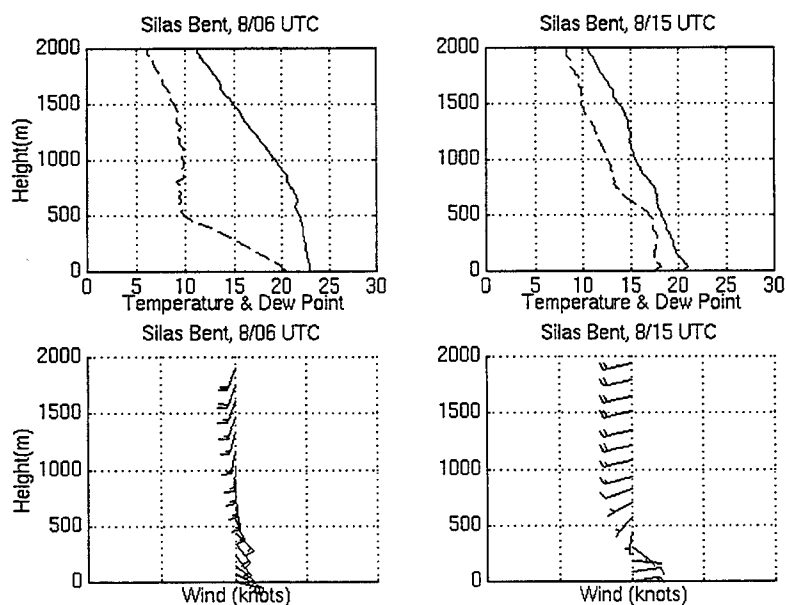 Silas Bent, 8/06 UTC
Silas Bent, 8/15 UTC
2000
1500
1000
500
0
Height(m)
0 5 10 15 20 25 30
Temperature & Dew Point
2000
1500
1000
500
0
0 5 10 15 20 25 30
Temperature & Dew Point
Silas Bent, 8/06 UTC
Silas Bent, 8/15 UTC
2000
1500
1000
500
0
Height(m)
Wind (knots)
2000
1500
1000
500
0
Wind (knots)